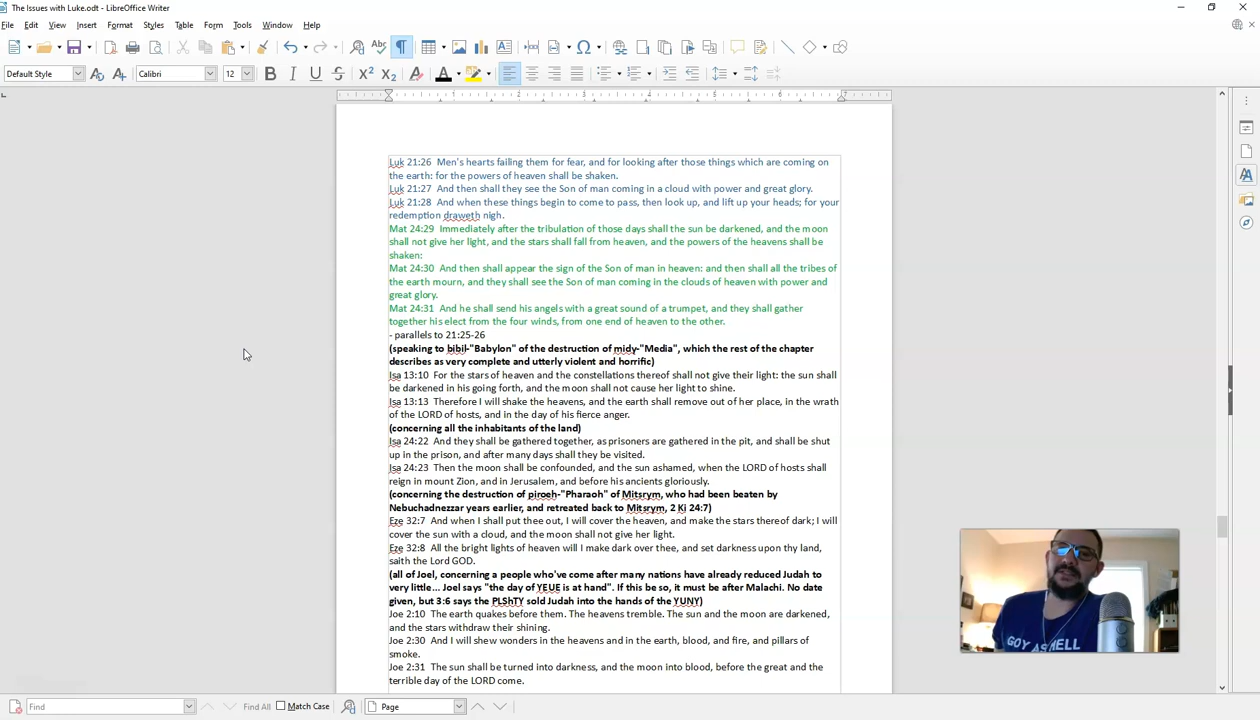 The Issues with Luke.odt - LibreOffice Writer
File Edit View Insert Format Styles Table Form Tools Window Help
Default Style Calibri 12
1 2 3 4 5 6 7
Luk 21:26 Men's hearts failing them for fear, and for looking after those things which are coming on
the earth: for the powers of heaven shall be shaken.
Luk 21:27 And then shall they see the Son of man coming in a cloud with power and great glory.
Luk 21:28 And when these things begin to come to pass, then look up, and lift up your heads; for your
redemption draweth nigh.
Mat 24:29 Immediately after the tribulation of those days shall the sun be darkened, and the moon
shall not give her light, and the stars shall fall from heaven, and the powers of the heavens shall be
shaken:
Mat 24:30 And then shall appear the sign of the Son of man in heaven: and then shall all the tribes of
the earth mourn, and they shall see the Son of man coming in the clouds of heaven with power and
great glory.
Mat 24:31 And he shall send his angels with a great sound of a trumpet, and they shall gather
together his elect from the four winds, from one end of heaven to the other.
- parallels to 21:25-26
(speaking to bibil-"Babylon" of the destruction of midy-"Media", which the rest of the chapter
describes as very complete and utterly violent and horrific)
Isa 13:10 For the stars of heaven and the constellations thereof shall not give their light: the sun shall
be darkened in his going forth, and the moon shall not cause her light to shine.
Isa 13:13 Therefore I will shake the heavens, and the earth shall remove out of her place, in the wrath
of the LORD of hosts, and in the day of his fierce anger.
(concerning all the inhabitants of the land)
Isa 24:22 And they shall be gathered together, as prisoners are gathered in the pit, and shall be shut
up in the prison, and after many days shall they be visited.
Isa 24:23 Then the moon shall be confounded, and the sun ashamed, when the LORD of hosts shall
reign in mount Zion, and in Jerusalem, and before his ancients gloriously.
(concerning the destruction of piroeh-"Pharaoh" of Mitsrym, who had been beaten by
Nebuchadnezzar years earlier, and retreated back to Mitsrym, 2 Ki 24:7)
Eze 32:7 And when I shall put thee out, I will cover the heaven, and make the stars thereof dark; I will
cover the sun with a cloud, and the moon shall not give her light.
Eze 32:8 All the bright lights of heaven will I make dark over thee, and set darkness upon thy land,
saith the Lord GOD.
(all of Joel, concerning a people who've come after many nations have already reduced Judah to
very little... Joel says "the day of YEUE is at hand". If this be so, it must be after Malachi. No date
given, but 3:6 says the PLShTY sold Judah into the hands of the YUNY)
Joe 2:10 The earth quakes before them. The heavens tremble. The sun and the moon are darkened,
and the stars withdraw their shining.
Joe 2:30 And I will shew wonders in the heavens and in the earth, blood, and fire, and pillars of
smoke.
Joe 2:31 The sun shall be turned into darkness, and the moon into blood, before the great and the
terrible day of the LORD come.
GOY AS HELL
Find Find All Match Case Page